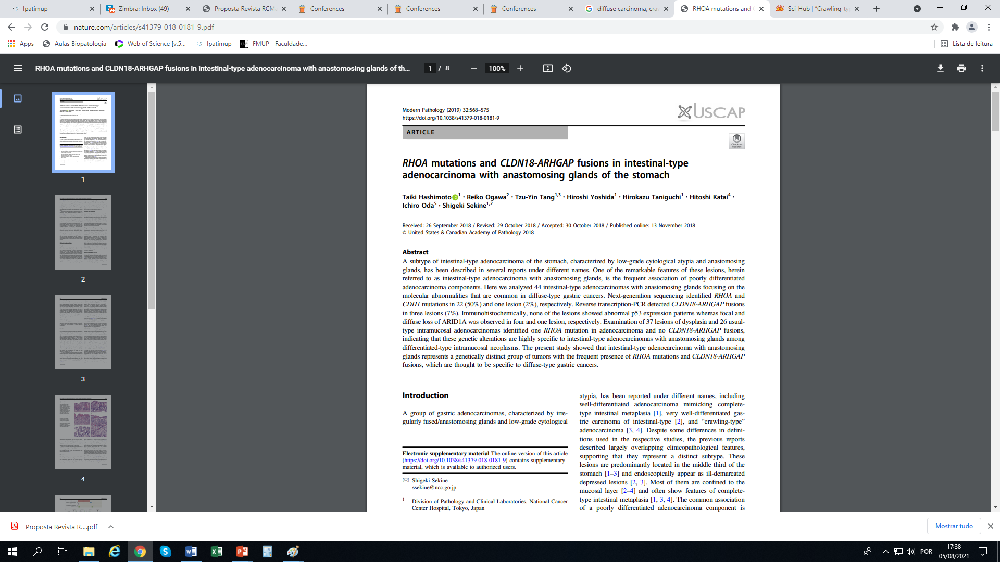 Ipatimup
Zimbra: Inbox (49)
Proposta Revista RCMa
Conferences
Conferences
Conferences
diffuse carcinoma, cra
RHOA mutations and
Sci-Hub | "Crawling-ty
nature.com/articles/s41379-018-0181-9.pdf
Apps
Aulas Biopatologia
Web of Science [v.5...
Ipatimup
FMUP - Faculdade...
Lista de leitura
RHOA mutations and CLDN18-ARHGAP fusions in intestinal-type adenocarcinoma with anastomosing glands of th...
1 / 8
100%
1
2
3
4
Modern Pathology (2019) 32:568–575
https://doi.org/10.1038/s41379-018-0181-9
USCAP
ARTICLE
Check for
updates
RHOA mutations and CLDN18-ARHGAP fusions in intestinal-type
adenocarcinoma with anastomosing glands of the stomach
Taiki Hashimoto iD 1 · Reiko Ogawa2 · Tzu-Yin Tang1,3 · Hiroshi Yoshida1 · Hirokazu Taniguchi1 · Hitoshi Katai4 ·
Ichiro Oda5 · Shigeki Sekine1,2
Received: 26 September 2018 / Revised: 29 October 2018 / Accepted: 30 October 2018 / Published online: 13 November 2018
© United States & Canadian Academy of Pathology 2018
Abstract
A subtype of intestinal-type adenocarcinoma of the stomach, characterized by low-grade cytological atypia and anastomosing
glands, has been described in several reports under different names. One of the remarkable features of these lesions, herein
referred to as intestinal-type adenocarcinoma with anastomosing glands, is the frequent association of poorly differentiated
adenocarcinoma components. Here we analyzed 44 intestinal-type adenocarcinomas with anastomosing glands focusing on the
molecular abnormalities that are common in diffuse-type gastric cancers. Next-generation sequencing identified RHOA and
CDH1 mutations in 22 (50%) and one lesion (2%), respectively. Reverse transcription-PCR detected CLDN18-ARHGAP fusions
in three lesions (7%). Immunohistochemically, none of the lesions showed abnormal p53 expression patterns whereas focal and
diffuse loss of ARID1A was observed in four and one lesion, respectively. Examination of 37 lesions of dysplasia and 26 usual-
type intramucosal adenocarcinomas identified one RHOA mutation in adenocarcinoma and no CLDN18-ARHGAP fusions,
indicating that these genetic alterations are highly specific to intestinal-type adenocarcinomas with anastomosing glands among
differentiated-type intramucosal neoplasms. The present study showed that intestinal-type adenocarcinoma with anastomosing
glands represents a genetically distinct group of tumors with the frequent presence of RHOA mutations and CLDN18-ARHGAP
fusions, which are thought to be specific to diffuse-type gastric cancers.
Introduction
A group of gastric adenocarcinomas, characterized by irre-
gularly fused/anastomosing glands and low-grade cytological
Electronic supplementary material The online version of this article
(https://doi.org/10.1038/s41379-018-0181-9) contains supplementary
material, which is available to authorized users.
Shigeki Sekine
ssekine@ncc.go.jp
1 Division of Pathology and Clinical Laboratories, National Cancer
Center Hospital, Tokyo, Japan
atypia, has been reported under different names, including
well-differentiated adenocarcinoma mimicking complete-
type intestinal metaplasia [1], very well-differentiated gas-
tric carcinoma of intestinal-type [2], and “crawling-type”
adenocarcinoma [3, 4]. Despite some differences in defini-
tions used in the respective studies, the previous reports
described largely overlapping clinicopathological features,
supporting that they represent a distinct subtype. These
lesions are predominantly located in the middle third of the
stomach [1–3] and endoscopically appear as ill-demarcated
depressed lesions [2, 3]. Most of them are confined to the
mucosal layer [2–4] and often show features of complete-
type intestinal metaplasia [1, 3, 4]. The common association
of a poorly differentiated adenocarcinoma component is
Proposta Revista R....pdf
Mostrar tudo
POR
17:38
05/08/2021